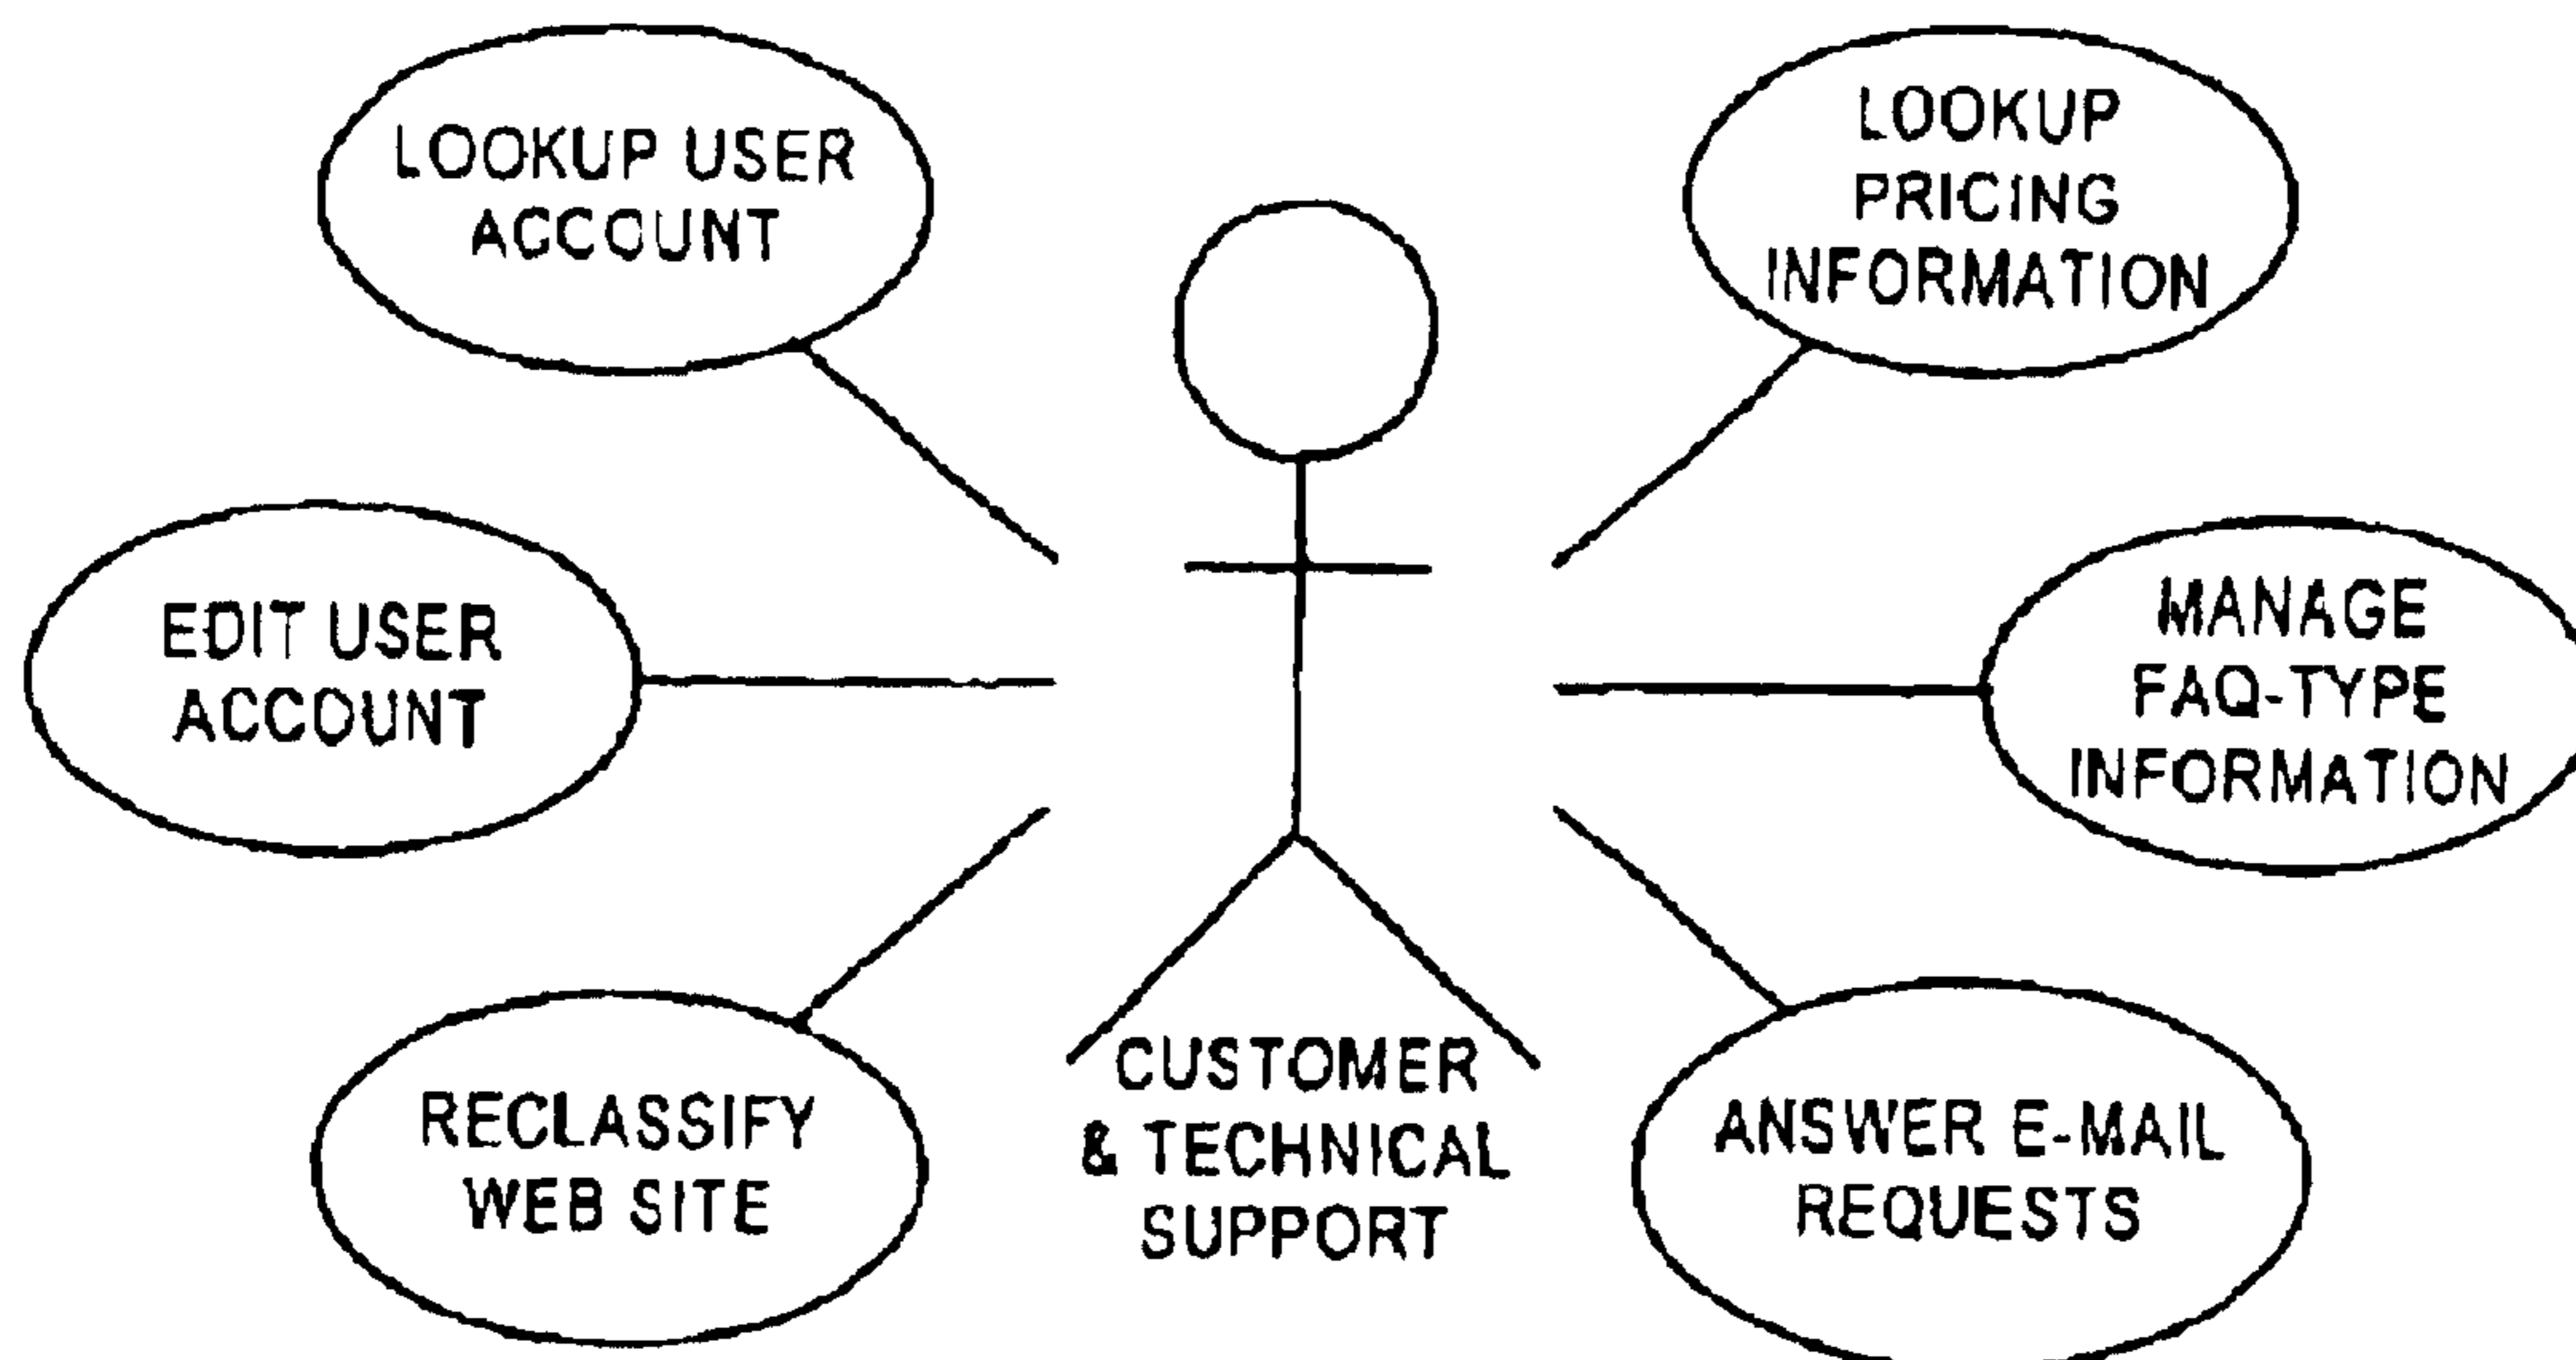 LOOKUP USER
ACCOUNT
LOOKUP
PRICING
INFORMATION
EDIT USER
ACCOUNT
MANAGE
FAQ-TYPE
INFORMATION
RECLASSIFY
WEB SITE
CUSTOMER
& TECHNICAL
SUPPORT
ANSWER E-MAIL
REQUESTS